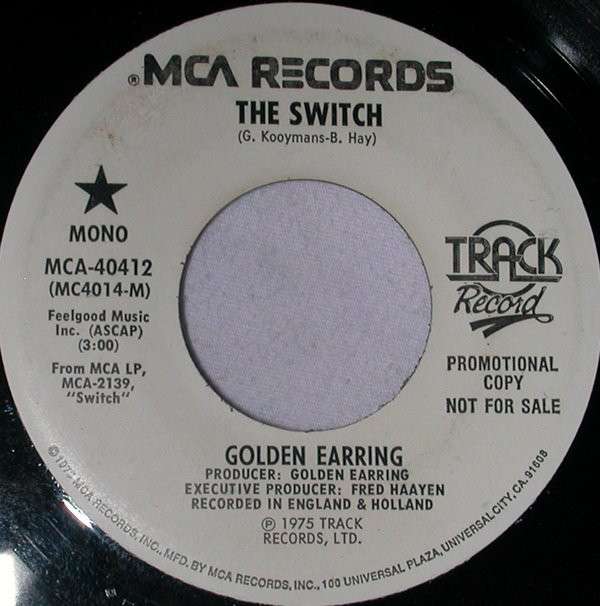 ®MCA RECORDS
THE SWITCH
(G. Kooymans-B. Hay)
MONO
MCA-40412
(MC4014-M)
Feelgood Music
Inc. (ASCAP)
(3:00)
From MCA LP,
MCA-2139,
"Switch"
TRACK
Record
PROMOTIONAL
COPY
NOT FOR SALE
GOLDEN EARRING
PRODUCER: GOLDEN EARRING
EXECUTIVE PRODUCER: FRED HAAYEN
RECORDED IN ENGLAND & HOLLAND
℗ 1975 TRACK
RECORDS, LTD.
MCA RECORDS, INC., MFD. BY MCA RECORDS, INC., 100 UNIVERSAL PLAZA, UNIVERSAL CITY, CA. 91608